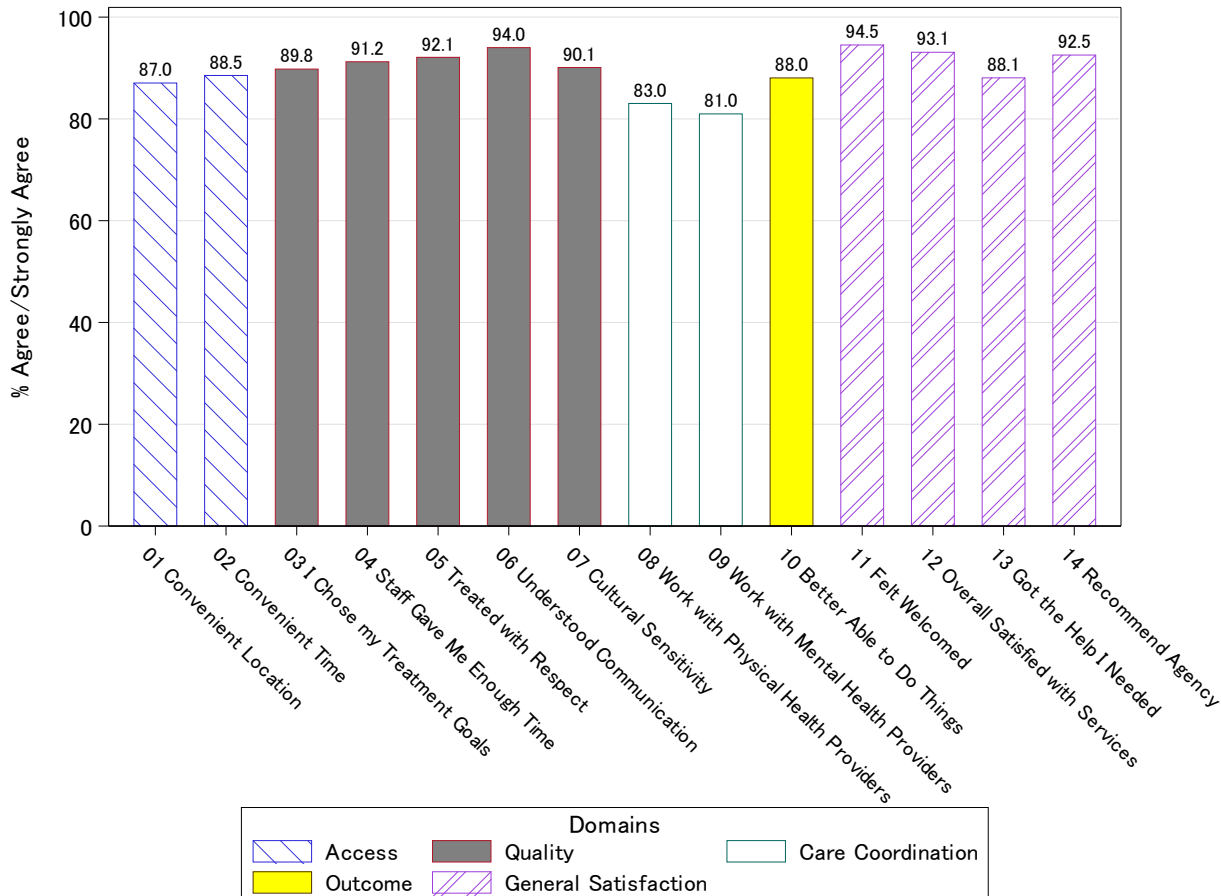 % Agree/Strongly Agree
100
80
60
40
20
0
87.0
88.5
89.8
91.2
92.1
94.0
90.1
83.0
81.0
88.0
94.5
93.1
88.1
92.5
01 Convenient Location
02 Convenient Time
03 I Chose my Treatment Goals
04 Staff Gave Me Enough Time
05 Treated with Respect
06 Understood Communication
07 Cultural Sensitivity
08 Work with Physical Health Providers
09 Work with Mental Health Providers
10 Better Able to Do Things
11 Felt Welcomed
12 Overall Satisfied with Services
13 Got the Help I Needed
14 Recommend Agency
Domains
Access
Quality
Care Coordination
Outcome
General Satisfaction